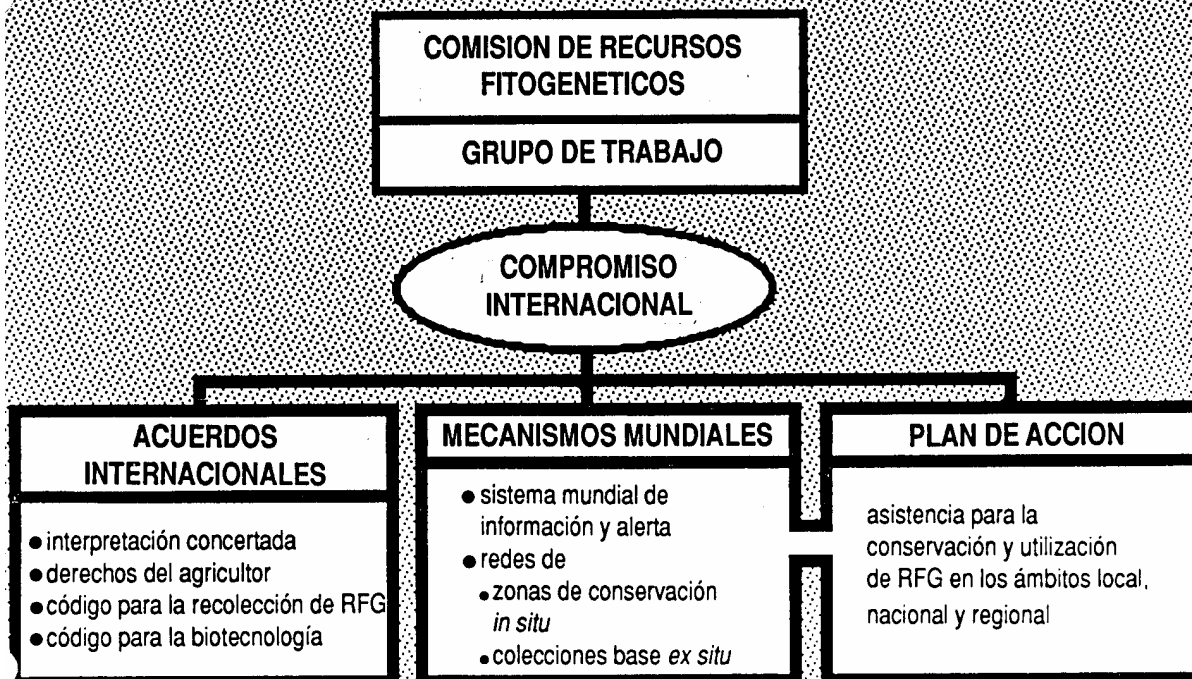 COMISION DE RECURSOS
FITOGENETICOS
GRUPO DE TRABAJO
COMPROMISO
INTERNACIONAL
ACUERDOS
INTERNACIONALES
● interpretación concertada
● derechos del agricultor
● código para la recolección de RFG
● código para la biotecnología
MECANISMOS MUNDIALES
● sistema mundial de
información y alerta
● redes de
• zonas de conservación
in situ
• colecciones base ex situ
PLAN DE ACCION
asistencia para la
conservación y utilización
de RFG en los ámbitos local,
nacional y regional